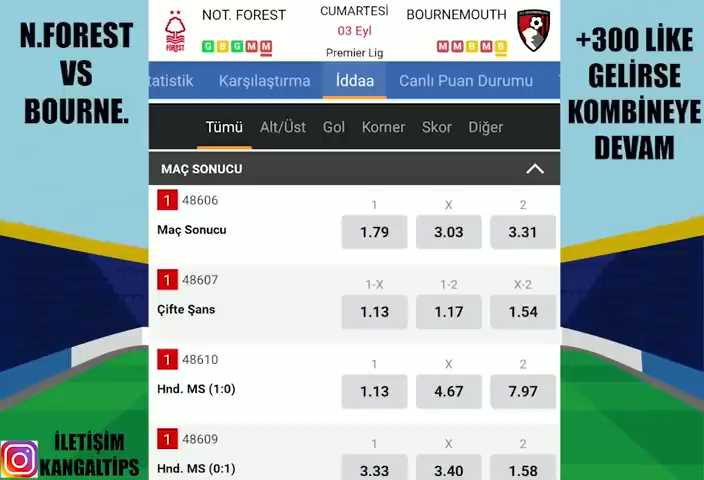 N.FOREST
VS
BOURNE.
NOT. FOREST
CUMARTESİ
BOURNEMOUTH
03 Eyl
Premier Lig
G B G M M
M M B M B
FOREST
+300 LİKE
GELİRSE
KOMBİNEYE
DEVAM
tatistik Karşılaştırma İddaa Canlı Puan Durumu
Tümü Alt/Üst Gol Korner Skor Diğer
MAÇ SONUCU
1 48606
Maç Sonucu
1 X 2
1.79 3.03 3.31
1 48607
Çifte Şans
1-X 1-2 X-2
1.13 1.17 1.54
1 48610
Hnd. MS (1:0)
1 X 2
1.13 4.67 7.97
1 48609
Hnd. MS (0:1)
1 X 2
3.33 3.40 1.58
İLETİŞİM
KANGALTİPS